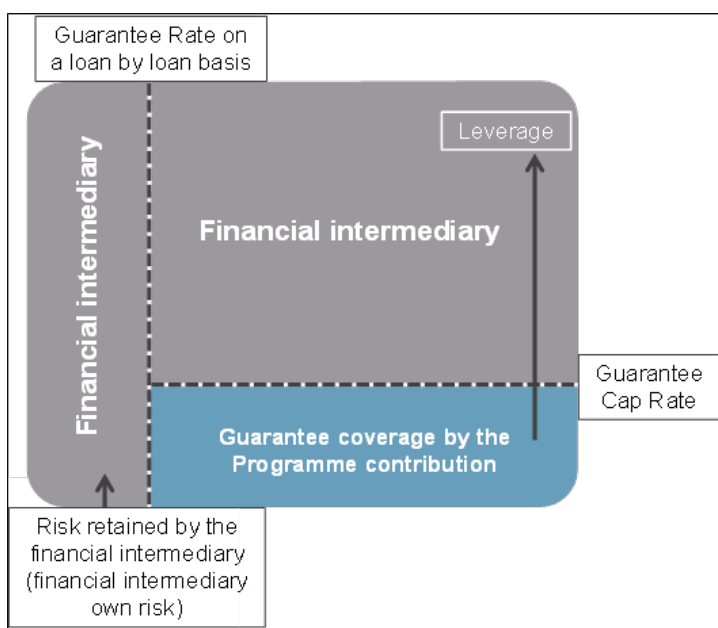 Guarantee Rate on
a loan by loan basis
Leverage
Financial intermediary
Financial intermediary
Guarantee
Cap Rate
Guarantee coverage by the
Programme contribution
Risk retained by the
financial intermediary
(financial intermediary
own risk)